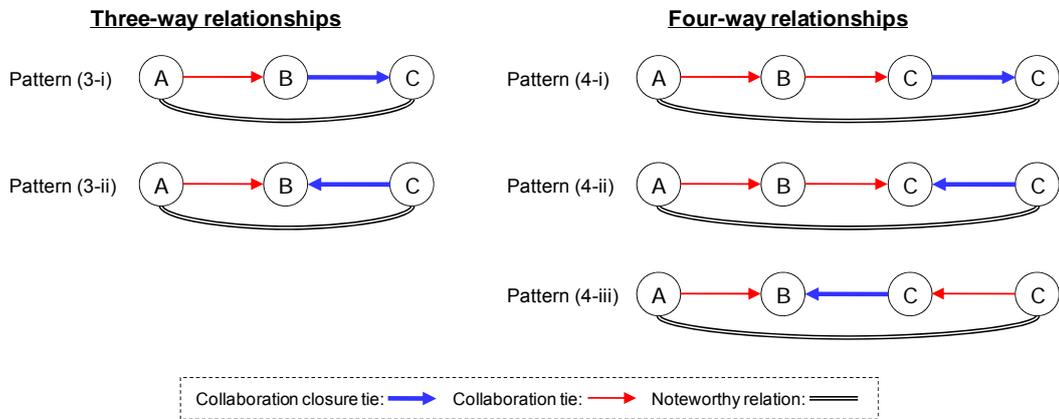 Three-way relationships
Four-way relationships
Pattern (3-i) A B C
Pattern (4-i) A B C C
Pattern (3-ii) A B C
Pattern (4-ii) A B C C
Pattern (4-iii) A B C C
Collaboration closure tie: Collaboration tie: Noteworthy relation: